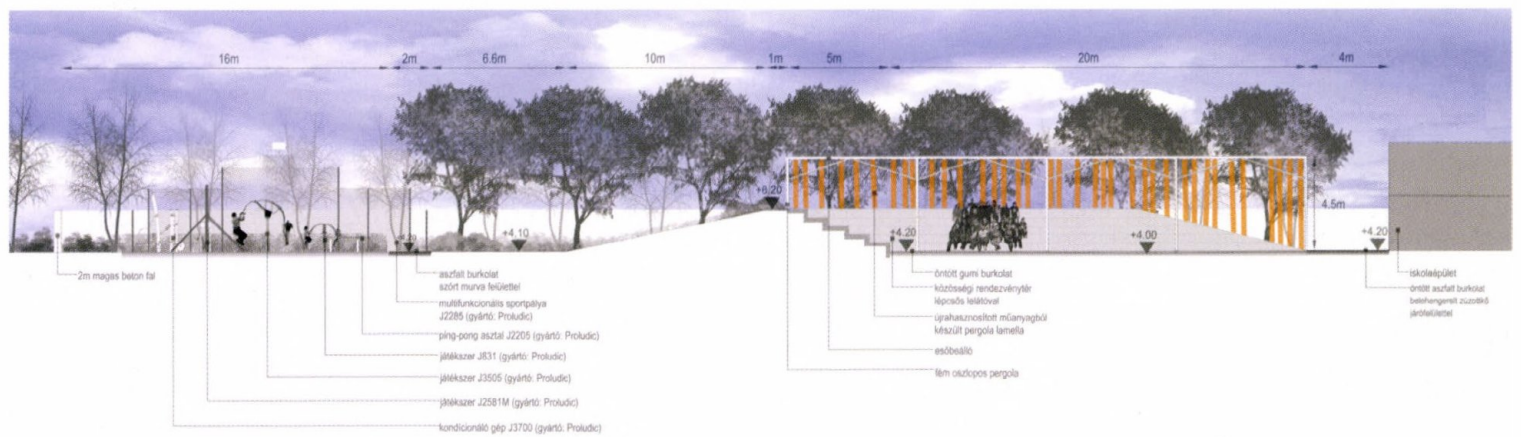 16m
2m
6.6m
10m
1m
5m
20m
4m
+6.20
4.5m
4.20
+4.10
+4.20
+4.00
+4.20
2m magas beton fal
aszfalt burkolat
szórt murva felülettel
multifunkcionális sportpálya
J2285 (gyártó: Proludic)
ping-pong asztal J2205 (gyártó: Proludic)
játékszer J831 (gyártó: Proludic)
játékszer J3505 (gyártó: Proludic)
játékszer J2581M (gyártó: Proludic)
kondicionáló gép J3700 (gyártó: Proludic)
öntött gumi burkolat
közösségi rendezvénytér
lépcsős lelátóval
újrahasznosított műanyagból
készült pergola lamella
esőbeálló
fém oszlopos pergola
iskolaépület
öntött aszfalt burkolat
belehengerelt zúzottkő
járófelülettel